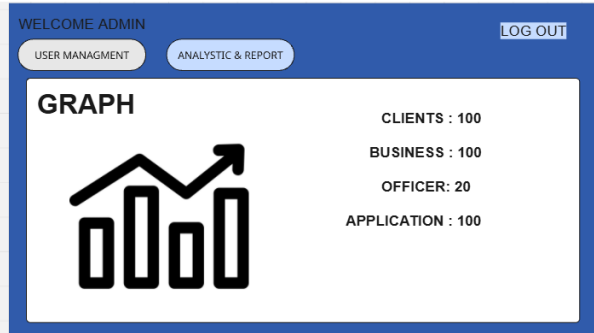 WELCOME ADMIN
LOG OUT
USER MANAGMENT
ANALYSTIC & REPORT
GRAPH
CLIENTS : 100
BUSINESS : 100
OFFICER: 20
APPLICATION : 100